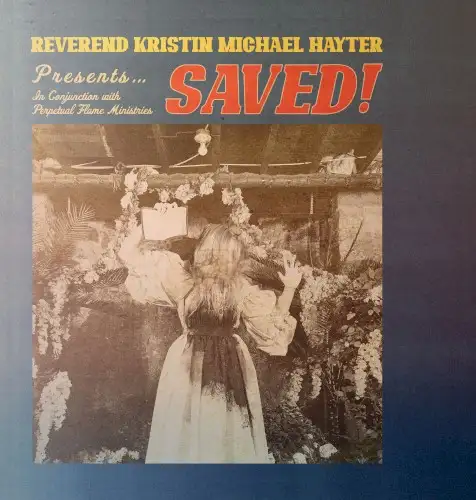 REVEREND KRISTIN MICHAEL HAYTER
Presents...
In Conjunction with
Perpetual Flame Ministries
SAVED!